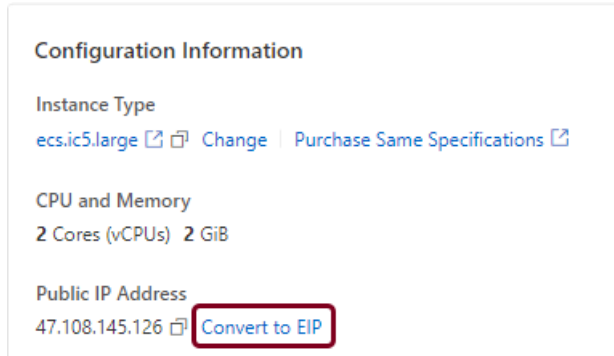 Configuration Information
Instance Type
ecs.ic5.large Change Purchase Same Specifications
CPU and Memory
2 Cores (vCPUs) 2 GiB
Public IP Address
47.108.145.126 Convert to EIP